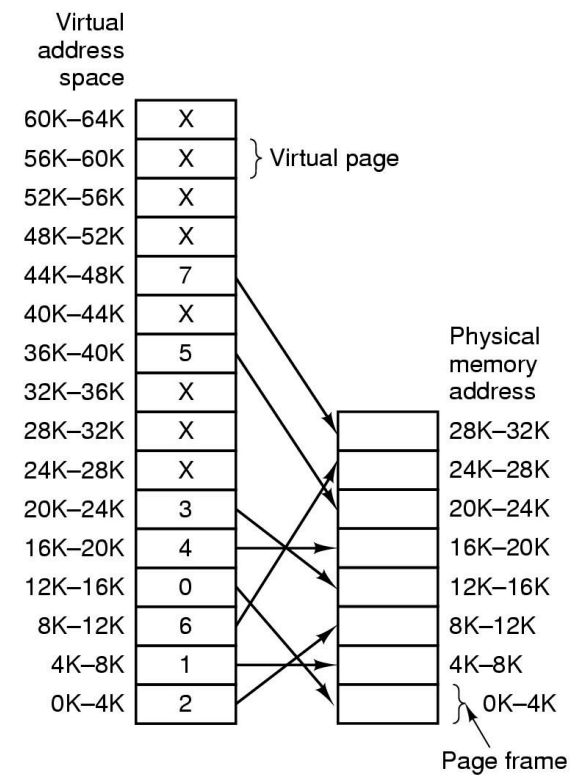 Virtual
address
space
60K–64K X
56K–60K X Virtual page
52K–56K X
48K–52K X
44K–48K 7
40K–44K X
36K–40K 5
32K–36K X
28K–32K X
24K–28K X
20K–24K 3
16K–20K 4
12K–16K 0
8K–12K 6
4K–8K 1
0K–4K 2
Physical
memory
address
28K–32K
24K–28K
20K–24K
16K–20K
12K–16K
8K–12K
4K–8K
0K–4K
Page frame